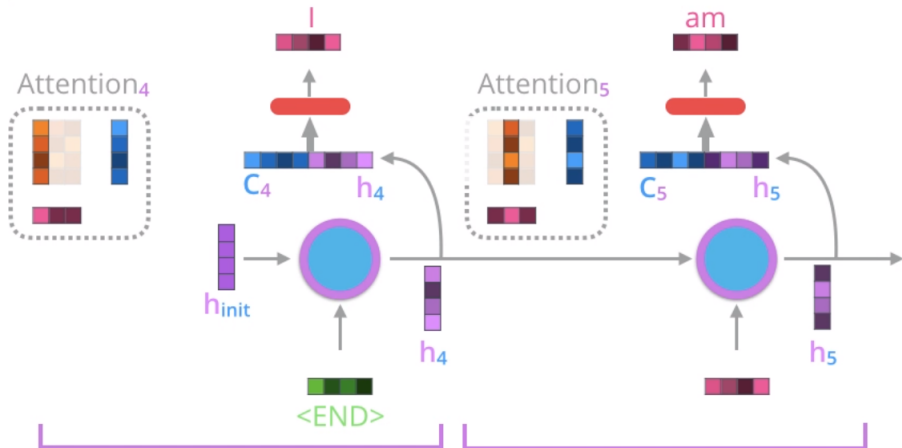 I
am
Attention4
Attention5
C4
h4
C5
h5
hinit
h4
h5
<END>